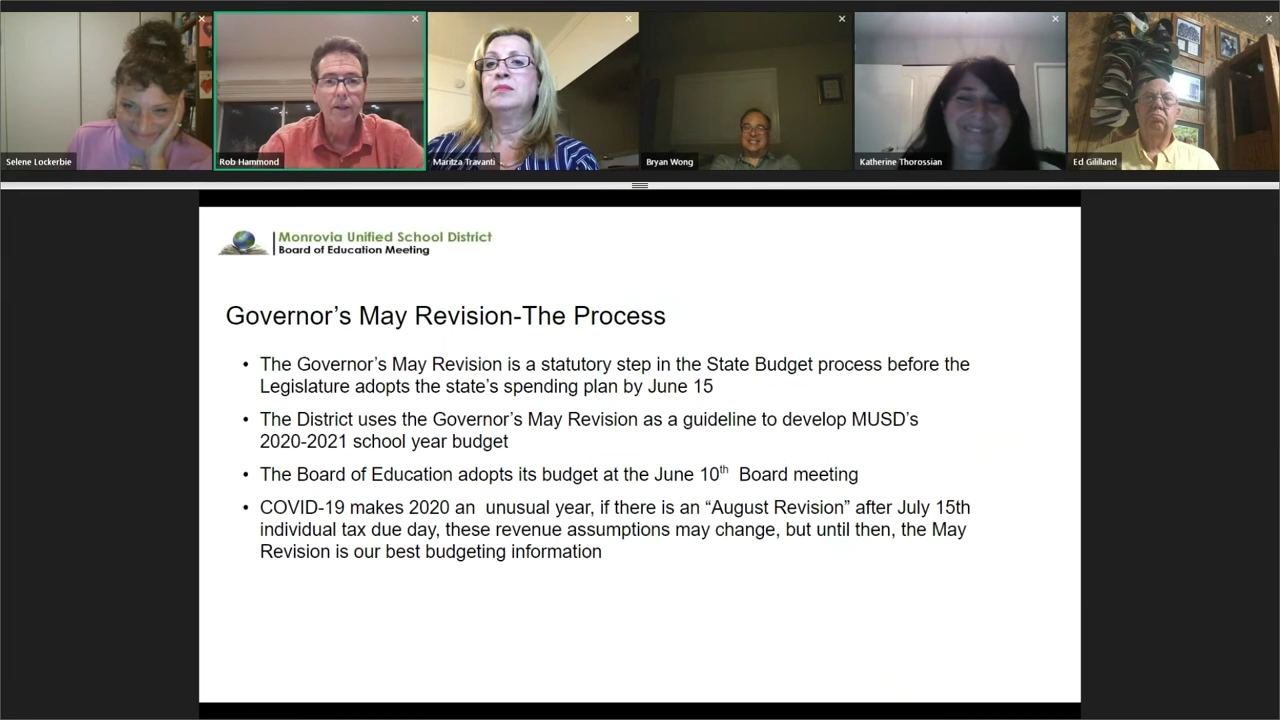 Selene Lockerbie
Rob Hammond
Maritza Travanti
Bryan Wong
Katherine Thorossian
Ed Gililland
Monrovia Unified School District
Board of Education Meeting
Governor’s May Revision-The Process
• The Governor’s May Revision is a statutory step in the State Budget process before the
Legislature adopts the state’s spending plan by June 15
• The District uses the Governor’s May Revision as a guideline to develop MUSD’s
2020-2021 school year budget
• The Board of Education adopts its budget at the June 10th Board meeting
• COVID-19 makes 2020 an unusual year, if there is an “August Revision” after July 15th
individual tax due day, these revenue assumptions may change, but until then, the May
Revision is our best budgeting information